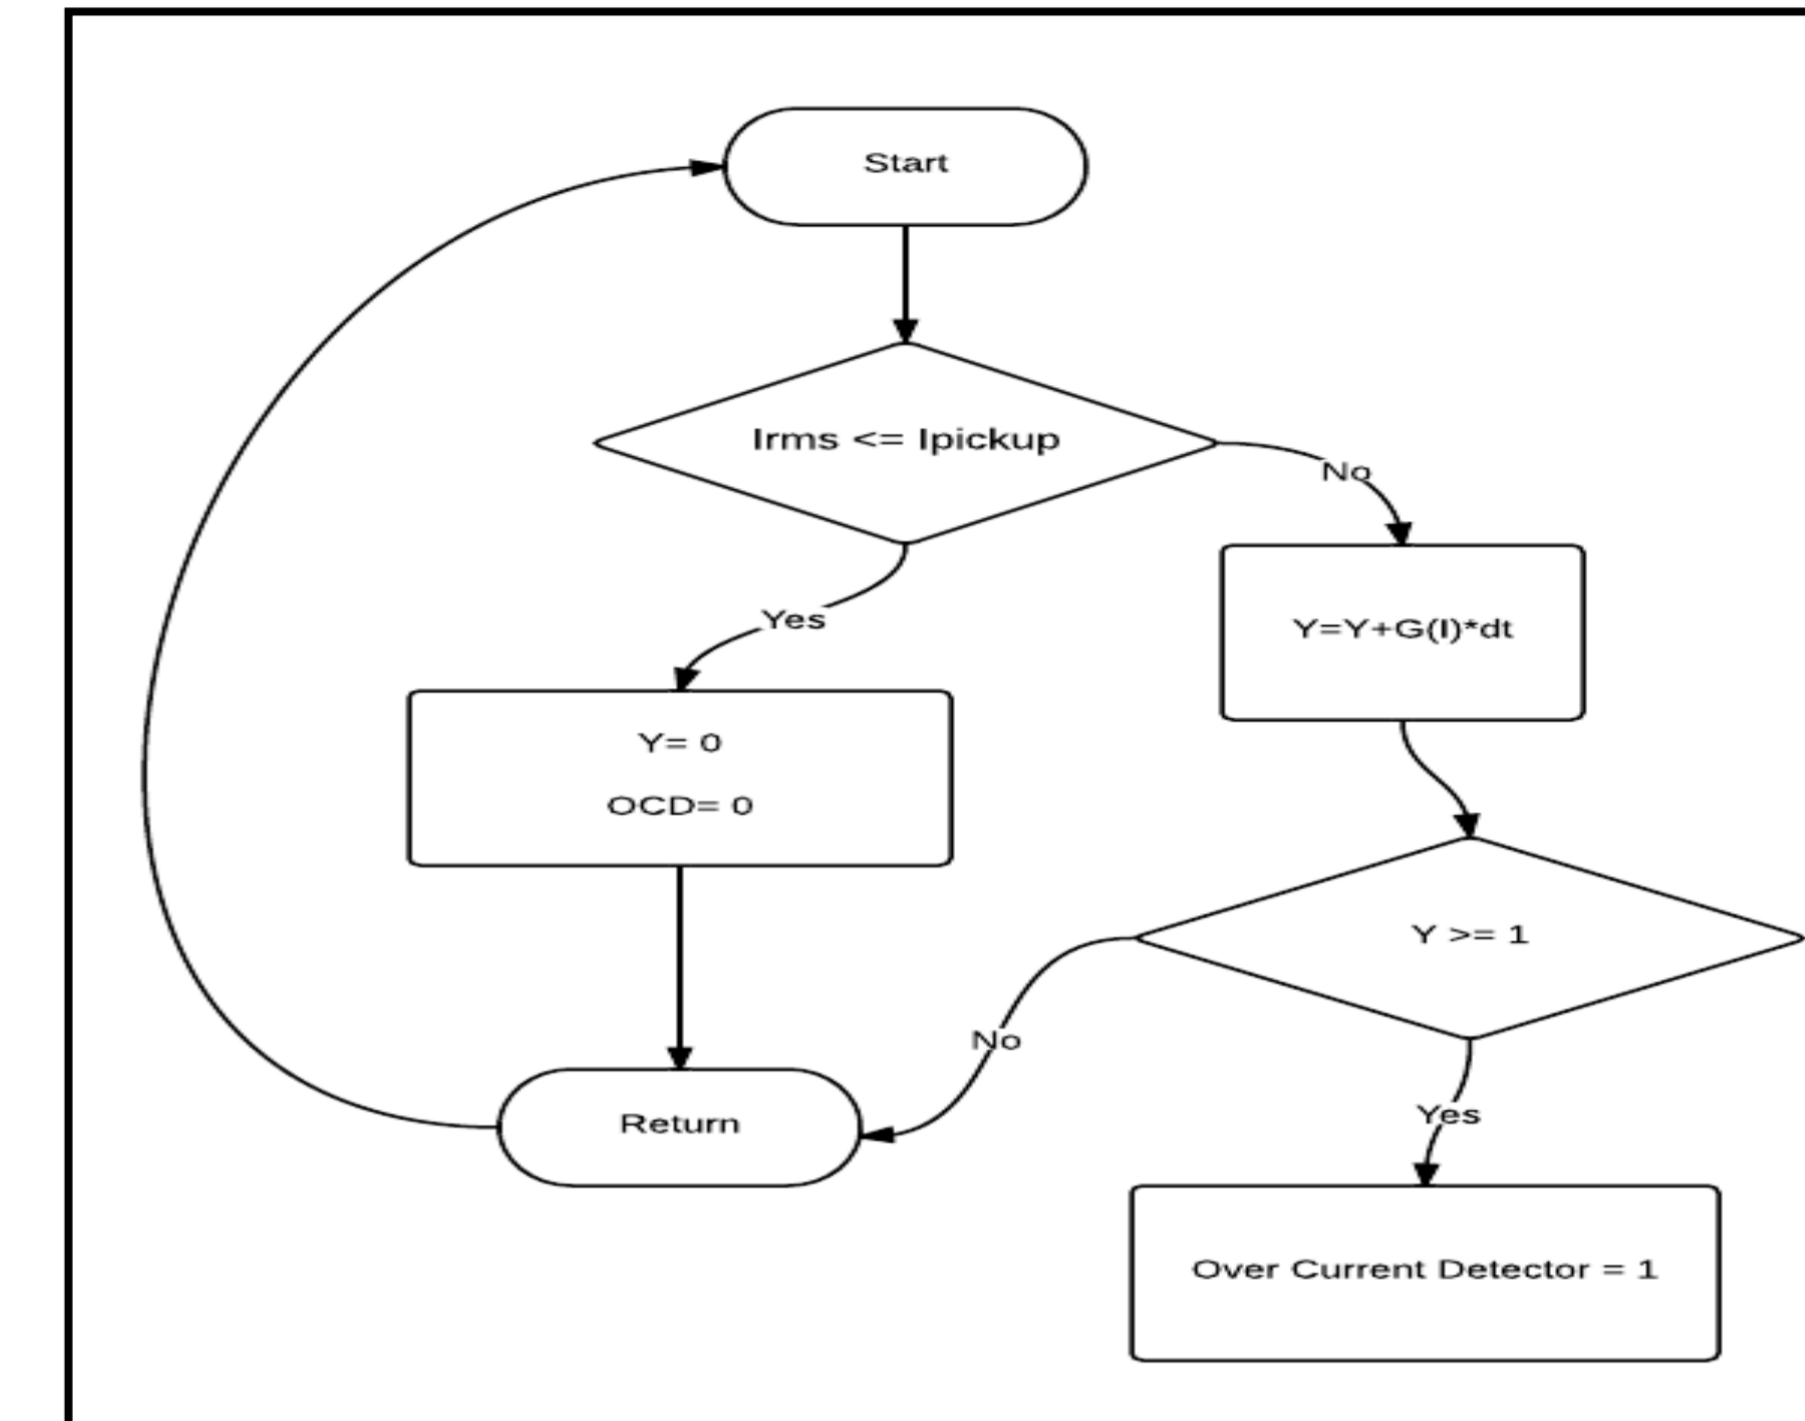 Start
Irms <= Ipickup
No
Yes
Y=Y+G(I)*dt
Y= 0
OCD= 0
Y >= 1
No
Return
Yes
Over Current Detector = 1